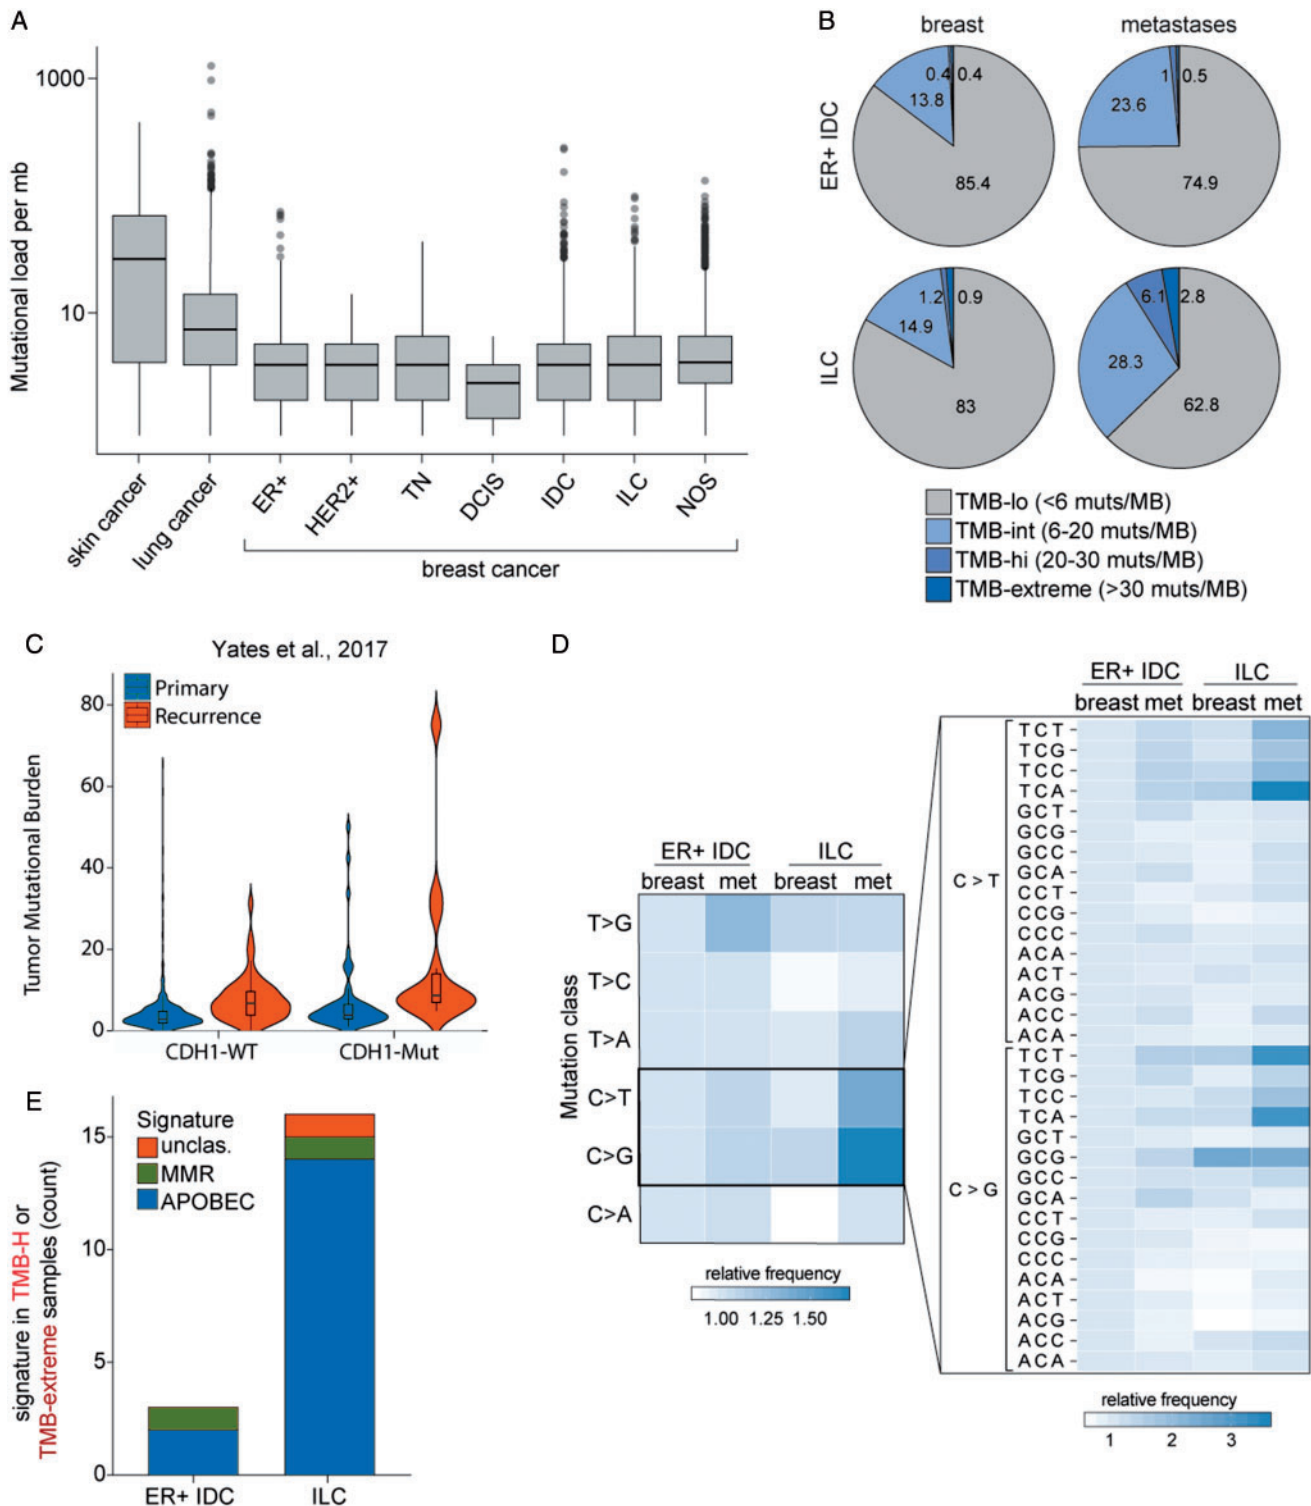 A
Mutational load per mb
1000
10
skin cancer
lung cancer
ER+
HER2+
TN
DCIS
IDC
ILC
NOS
breast cancer
B
breast
metastases
ER+ IDC
0.4
0.4
13.8
85.4
1
0.5
23.6
74.9
ILC
1.2
0.9
14.9
83
6.1
2.8
28.3
62.8
TMB-lo (<6 muts/MB)
TMB-int (6-20 muts/MB)
TMB-hi (20-30 muts/MB)
TMB-extreme (>30 muts/MB)
C
Yates et al., 2017
Primary
Recurrence
Tumor Mutational Burden
80
60
40
20
0
CDH1-WT
CDH1-Mut
D
ER+ IDC
ILC
breast
met
breast
met
Mutation class
T>G
T>C
T>A
C>T
C>G
C>A
relative frequency
1.00 1.25 1.50
ER+ IDC
ILC
breast met
breast met
C > T
TCT
TCG
TCC
TCA
GCT
GCG
GCC
GCA
CCT
CCG
CCC
ACA
ACT
ACG
ACC
ACA
C > G
TCT
TCG
TCC
TCA
GCT
GCG
GCC
GCA
CCT
CCG
CCC
ACA
ACT
ACG
ACC
ACA
relative frequency
1 2 3
E
Signature
unclas.
MMR
APOBEC
signature in TMB-H or
TMB-extreme samples (count)
15
10
5
0
ER+ IDC
ILC